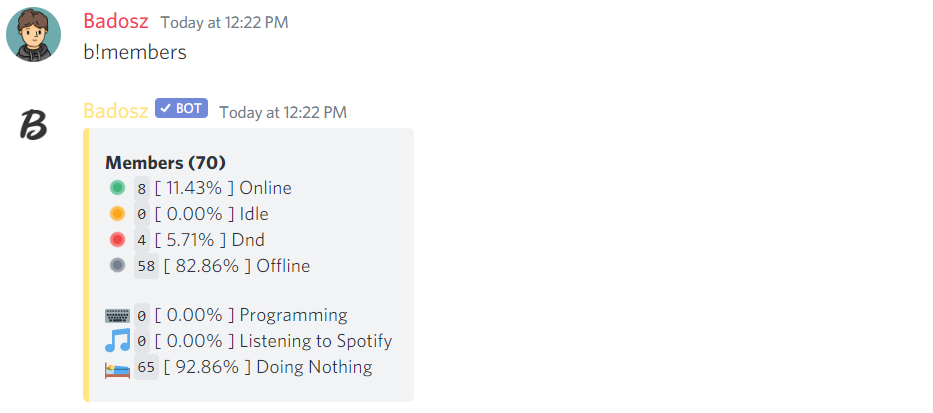 Badosz Today at 12:22 PM
b!members
B
Badosz BOT Today at 12:22 PM
Members (70)
8 [ 11.43% ] Online
0 [ 0.00% ] Idle
4 [ 5.71% ] Dnd
58 [ 82.86% ] Offline
0 [ 0.00% ] Programming
0 [ 0.00% ] Listening to Spotify
65 [ 92.86% ] Doing Nothing